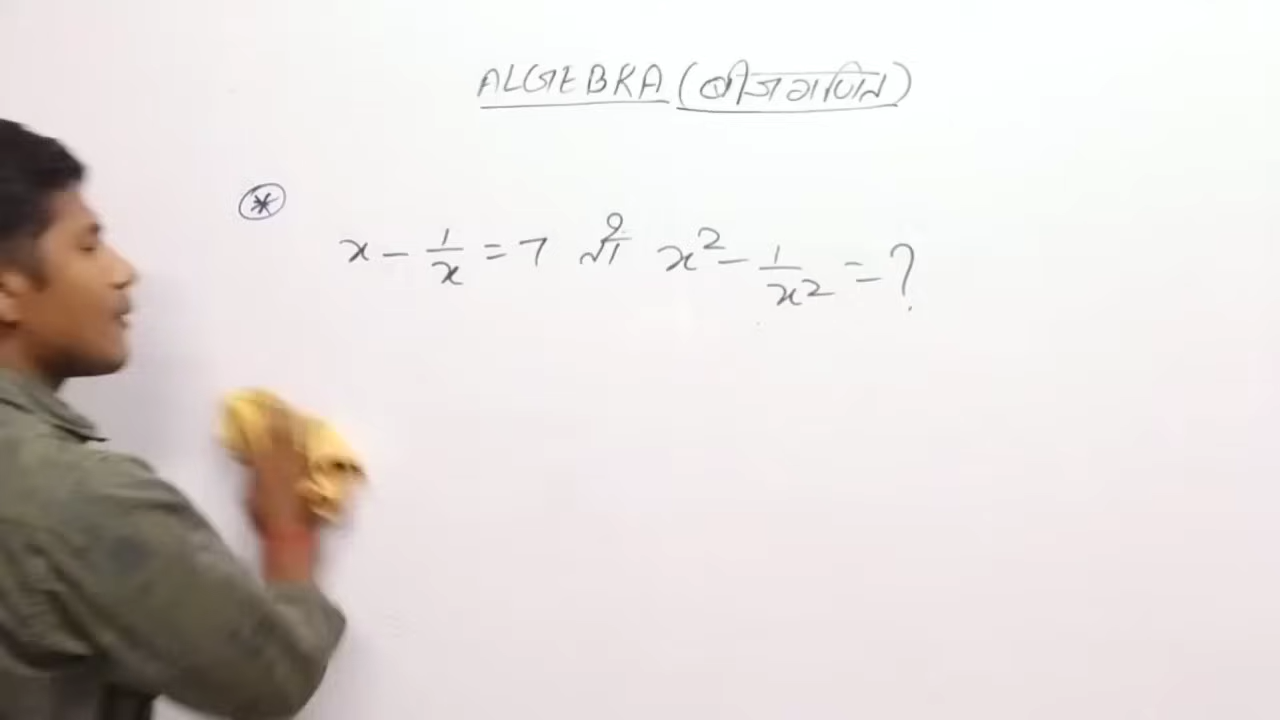 ALGEBRA (बीजगणित)
* x - 1/x = 7 तो x² - 1/x² = ?